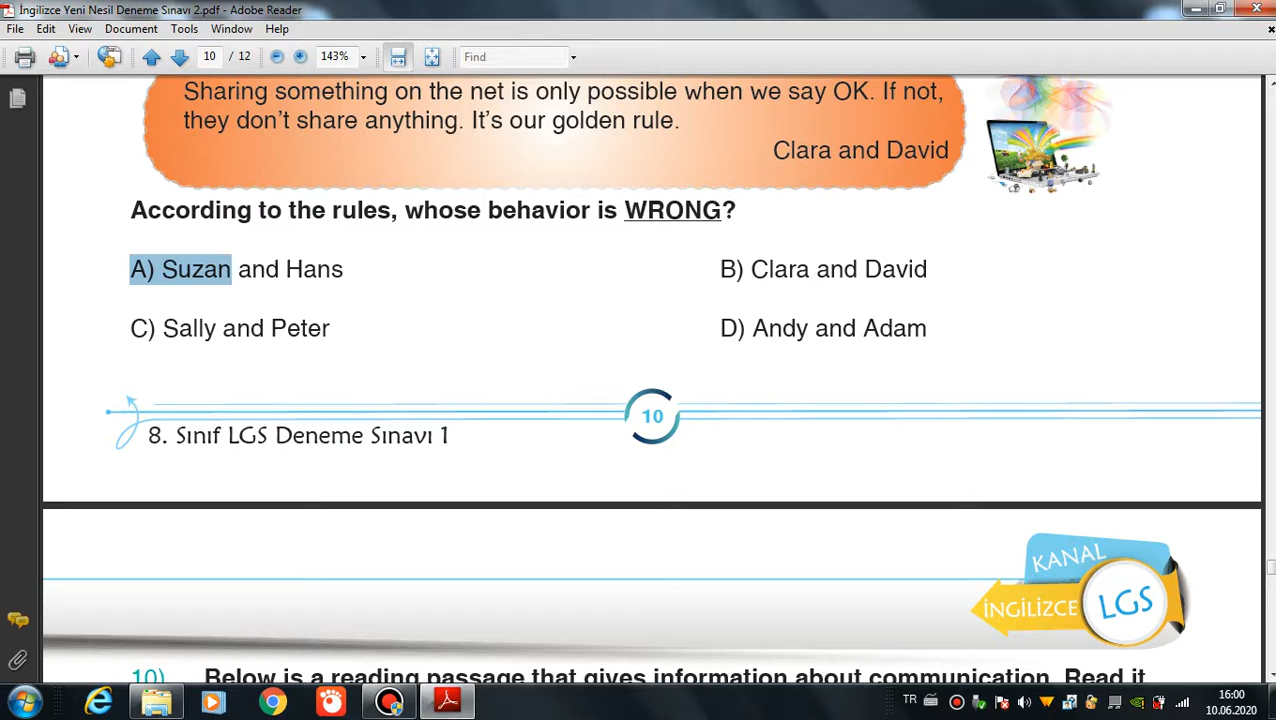 İngilizce Yeni Nesil Deneme Sınavı 2.pdf - Adobe Reader
File Edit View Document Tools Window Help
10 / 12 143% Find
Sharing something on the net is only possible when we say OK. If not,
they don't share anything. It's our golden rule.
Clara and David
According to the rules, whose behavior is WRONG?
A) Suzan and Hans
B) Clara and David
C) Sally and Peter
D) Andy and Adam
10
8. Sınıf LGS Deneme Sınavı 1
KANAL
İNGİLİZCE
LGS
10) Below is a reading passage that gives information about communication. Read it
TR
16:00
10.06.2020